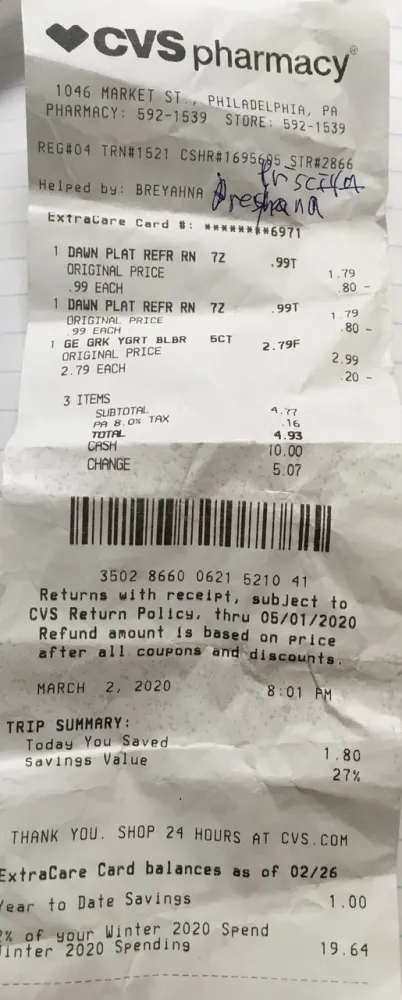 CVS pharmacy®
1046 MARKET ST., PHILADELPHIA, PA
PHARMACY: 592-1539 STORE: 592-1539
REG#04 TRN#1521 CSHR#1695605 STR#2866
Priscilla
Helped by: BREYAHNA
ExtraCare Card #: ********6971
1 DAWN PLAT REFR RN 7Z .99T
ORIGINAL PRICE 1.79
.99 EACH .80 -
1 DAWN PLAT REFR RN 7Z .99T
ORIGINAL PRICE 1.79
.99 EACH .80 -
1 GE GRK YGRT BLBR 5CT 2.79F
ORIGINAL PRICE 2.99
2.79 EACH .20 -
3 ITEMS
SUBTOTAL 4.77
PA 8.0% TAX .16
TOTAL 4.93
CASH 10.00
CHANGE 5.07
3502 8660 0621 5210 41
Returns with receipt, subject to
CVS Return Policy, thru 05/01/2020
Refund amount is based on price
after all coupons and discounts.
MARCH 2, 2020 8:01 PM
TRIP SUMMARY:
Today You Saved 1.80
Savings Value 27%
THANK YOU. SHOP 24 HOURS AT CVS.COM
ExtraCare Card balances as of 02/26
Year to Date Savings 1.00
2% of your Winter 2020 Spend
Winter 2020 Spending 19.64